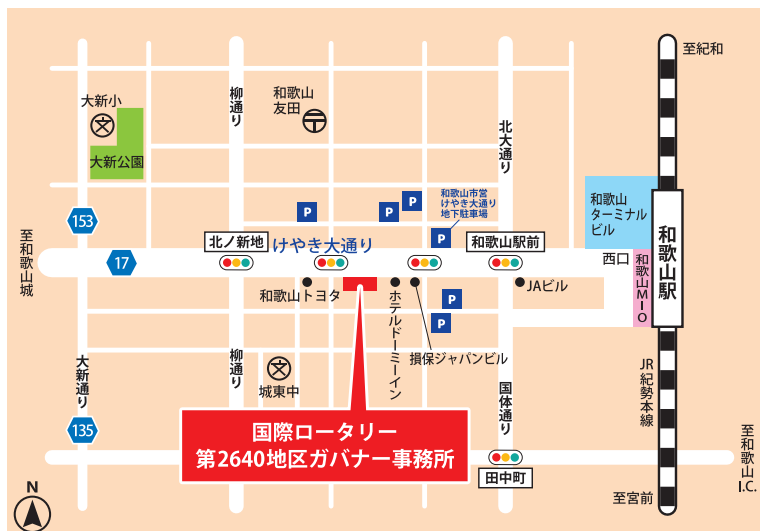 至紀和
大新小
大新公園
柳通り
和歌山
友田
北大通り
和歌山市営
けやき大通り
地下駐車場
P
P
P
P
和歌山
ターミナル
ビル
和歌山駅
153
至和歌山城
17
北ノ新地
けやき大通り
和歌山駅前
西口
和歌山MIO
和歌山トヨタ
ホテルドーミーイン
損保ジャパンビル
JAビル
P
P
大新通り
柳通り
城東中
国体通り
JR紀勢本線
135
国際ロータリー
第2640地区ガバナー事務所
田中町
至和歌山I.C.
至宮前
N